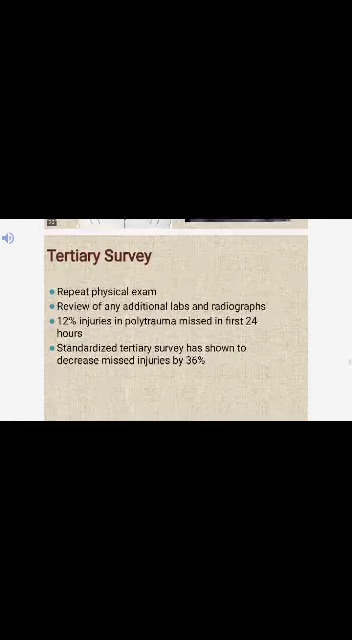 Tertiary Survey
Repeat physical exam
Review of any additional labs and radiographs
12% injuries in polytrauma missed in first 24
hours
Standardized tertiary survey has shown to
decrease missed injuries by 36%